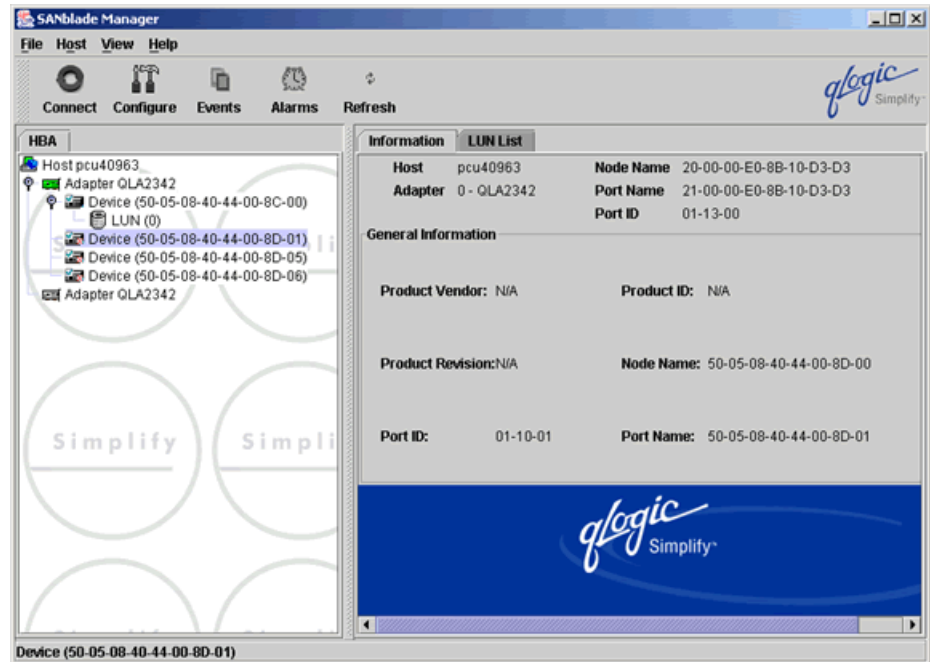 SANblade Manager
File Host View Help
Connect Configure Events Alarms Refresh
qlogic
Simplify
HBA
Host pcu40963
Adapter QLA2342
Device (50-05-08-40-44-00-8C-00)
LUN (0)
Device (50-05-08-40-44-00-8D-01)
Device (50-05-08-40-44-00-8D-05)
Device (50-05-08-40-44-00-8D-06)
Adapter QLA2342
Simplify Simpli
Information LUN List
Host pcu40963 Node Name 20-00-00-E0-8B-10-D3-D3
Adapter 0 - QLA2342 Port Name 21-00-00-E0-8B-10-D3-D3
Port ID 01-13-00
General Information
Product Vendor: N/A Product ID: N/A
Product Revision:N/A Node Name: 50-05-08-40-44-00-8D-00
Port ID: 01-10-01 Port Name: 50-05-08-40-44-00-8D-01
qlogic
Simplify
Device (50-05-08-40-44-00-8D-01)